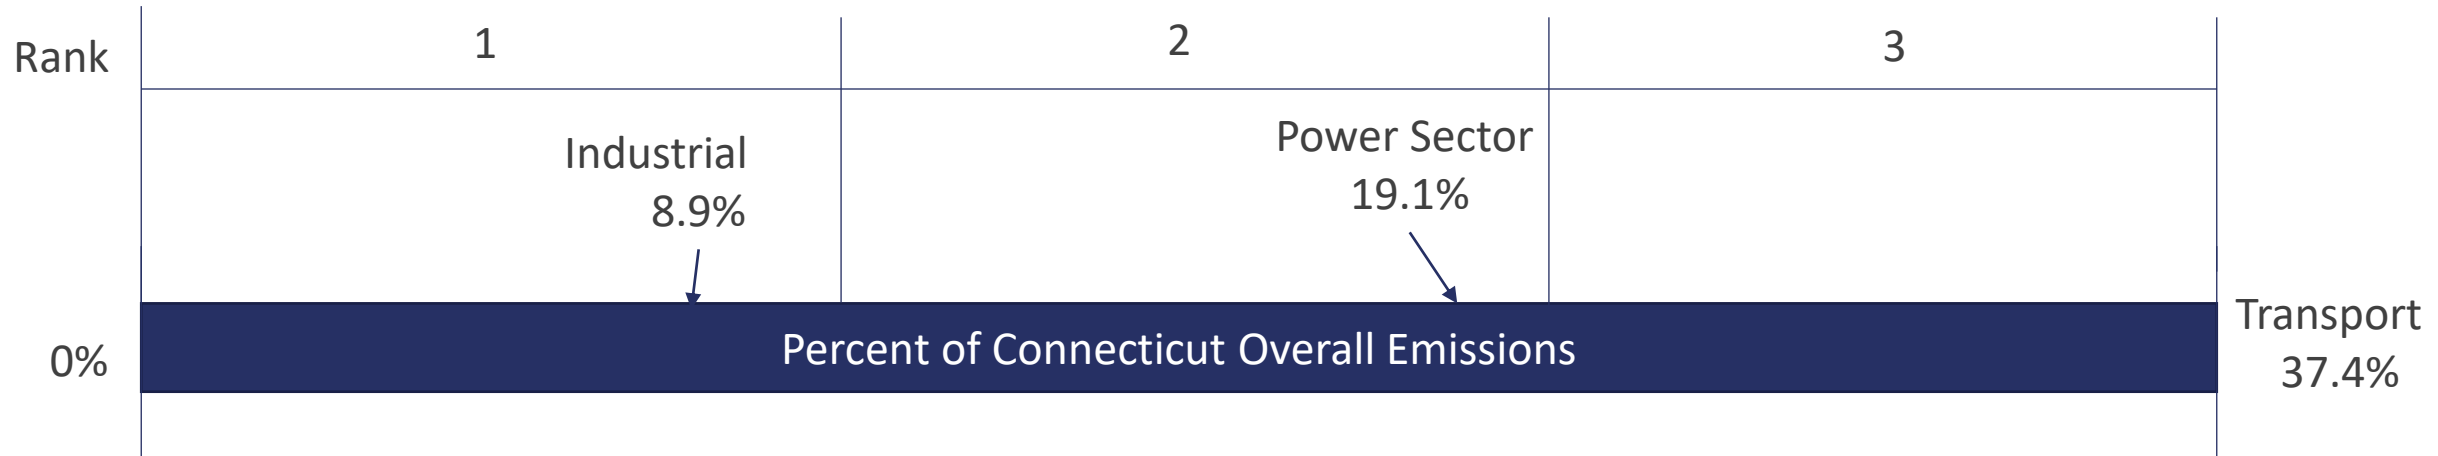 Rank
1
2
3
Industrial
8.9%
Power Sector
19.1%
0%
Percent of Connecticut Overall Emissions
Transport
37.4%